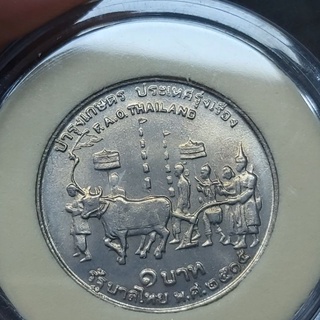 บำรุงเกษตร ประเทศรุ่งเรือง
F.A.O. THAILAND
๑ บาท
รัฐบาลไทย พ.ศ.๒๕๑๕